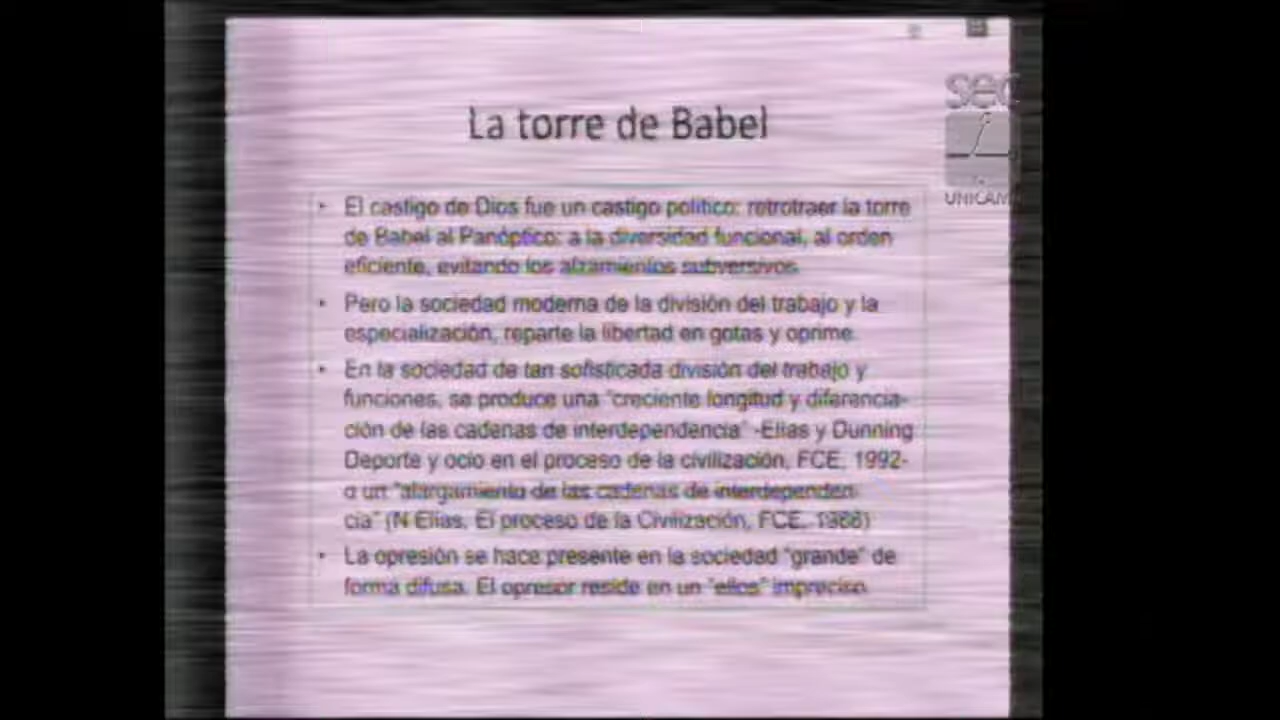 La torre de Babel
sec
UNICAM
• El castigo de Dios fue un castigo politico: retrotraer la torre
de Babel al Panóptico: a la diversidad funcional, al orden
eficiente, evitando los alzamientos subversivos.
• Pero la sociedad moderna de la división del trabajo y la
especialización, reparte la libertad en gotas y oprime.
• En la sociedad de tan sofisticada división del trabajo y
funciones, se produce una "creciente longitud y diferencia-
ción de las cadenas de interdependencia" -Elias y Dunning
Deporte y ocio en el proceso de la civilización, FCE, 1992-
o un "alargamiento de las cadenas de interdependen-
cia" (N Elias, El proceso de la Civilización, FCE, 1988)
• La opresión se hace presente en la sociedad "grande" de
forma difusa. El opresor reside en un "ellos" impreciso.